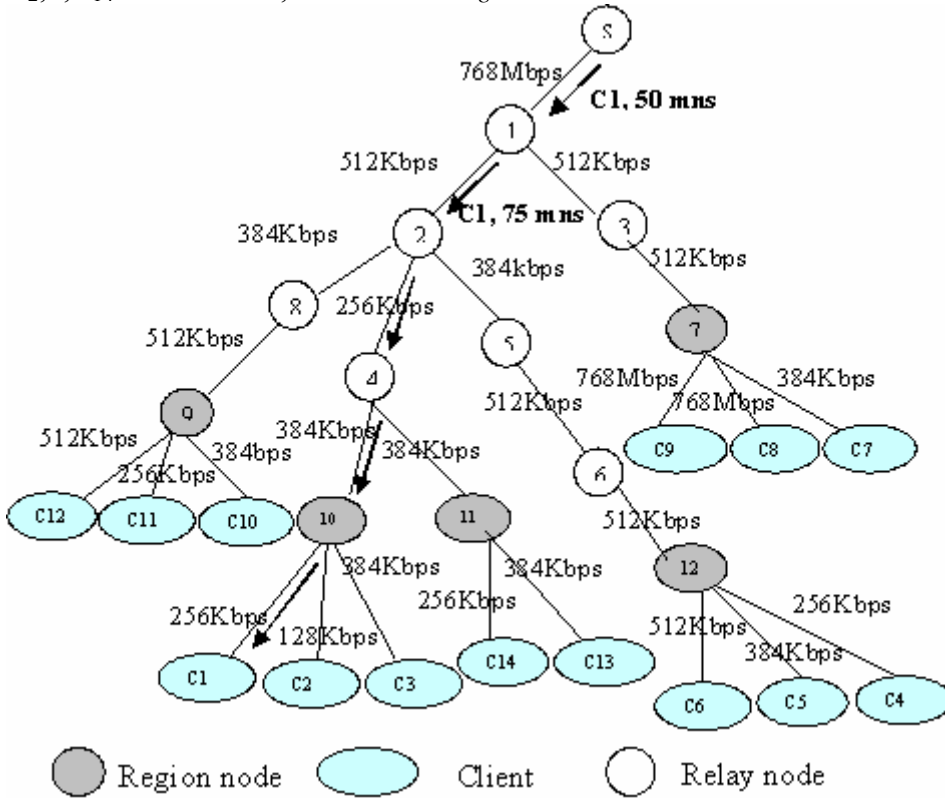 S
768Mbps
C1, 50 mns
1
512Kbps
512Kbps
C1, 75 mns
2
3
384Kbps
384kbps
512Kbps
8
256Kbps
5
7
512Kbps
4
768Mbps
384Kbps
512Kbps
768Mbps
9
384Kbps
384Kbps
C9
C8
C7
512Kbps
256Kbps
384bps
6
C12
C11
C10
10
11
512Kbps
12
384Kbps
384Kbps
256Kbps
256Kbps
256Kbps
128Kbps
512Kbps
384Kbps
C1
C2
C3
C14
C13
C6
C5
C4
Region node
Client
Relay node